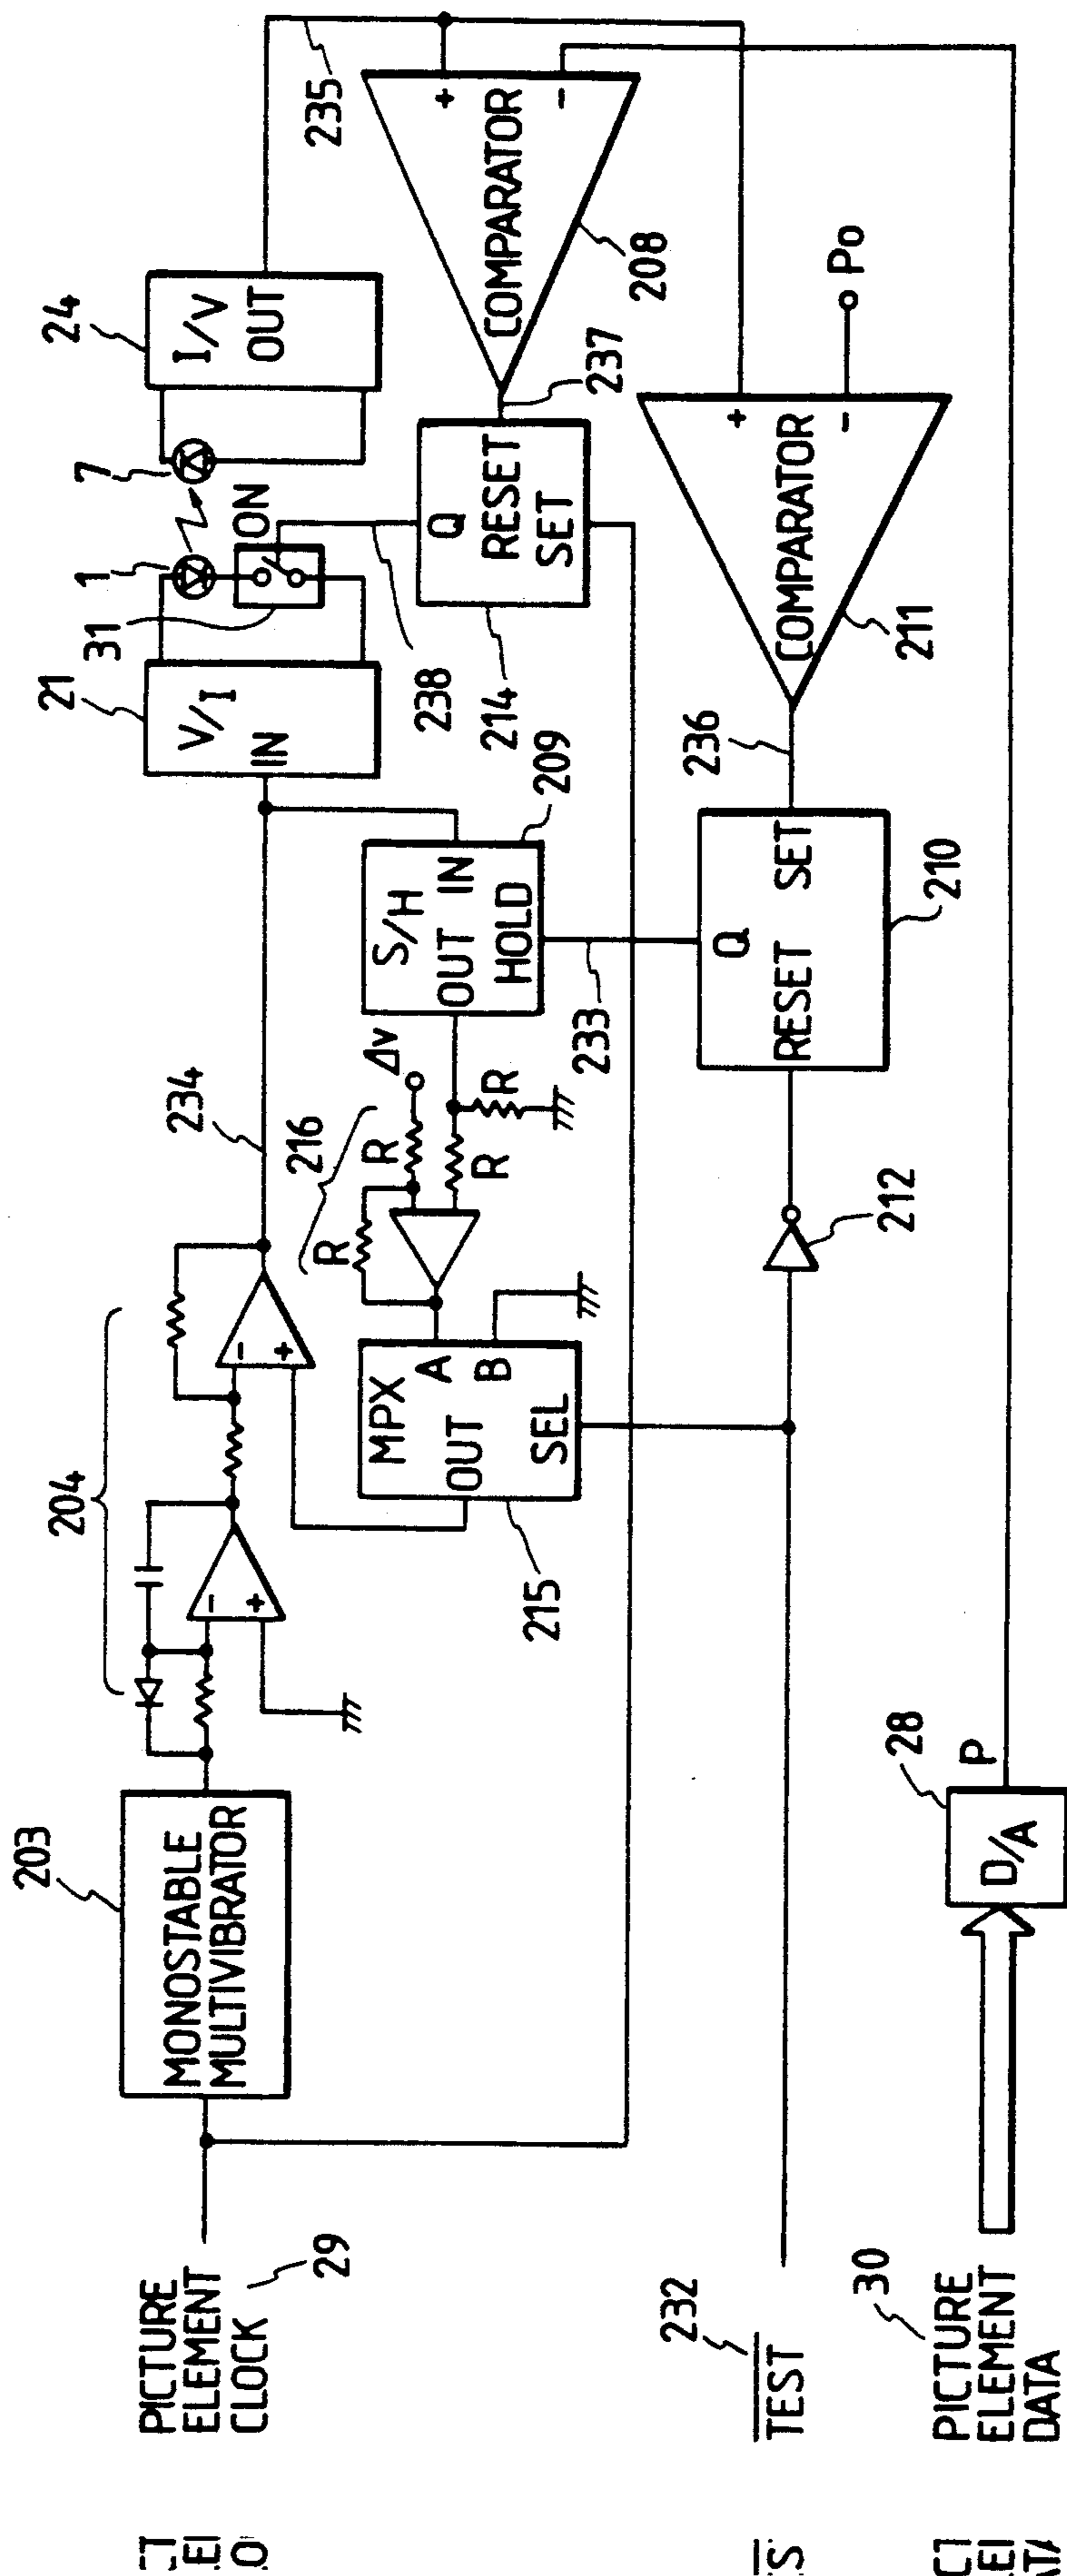 PICTURE
ELEMENT
CLOCK
29
203
MONOSTABLE
MULTIVIBRATOR
204
-
+
-
+
234
21
V/I
IN
31
1
7
ON
24
I/V
OUT
235
MPX
A
OUT
B
SEL
215
216
R
R
Δv
R
R
S/H
OUT IN
HOLD
209
233
238
Q
RESET
SET
214
237
COMPARATOR
+
-
208
232
TEST
212
Q
RESET SET
210
236
COMPARATOR
+
-
211
Po
30
PICTURE
ELEMENT
DATA
28
D/A
P